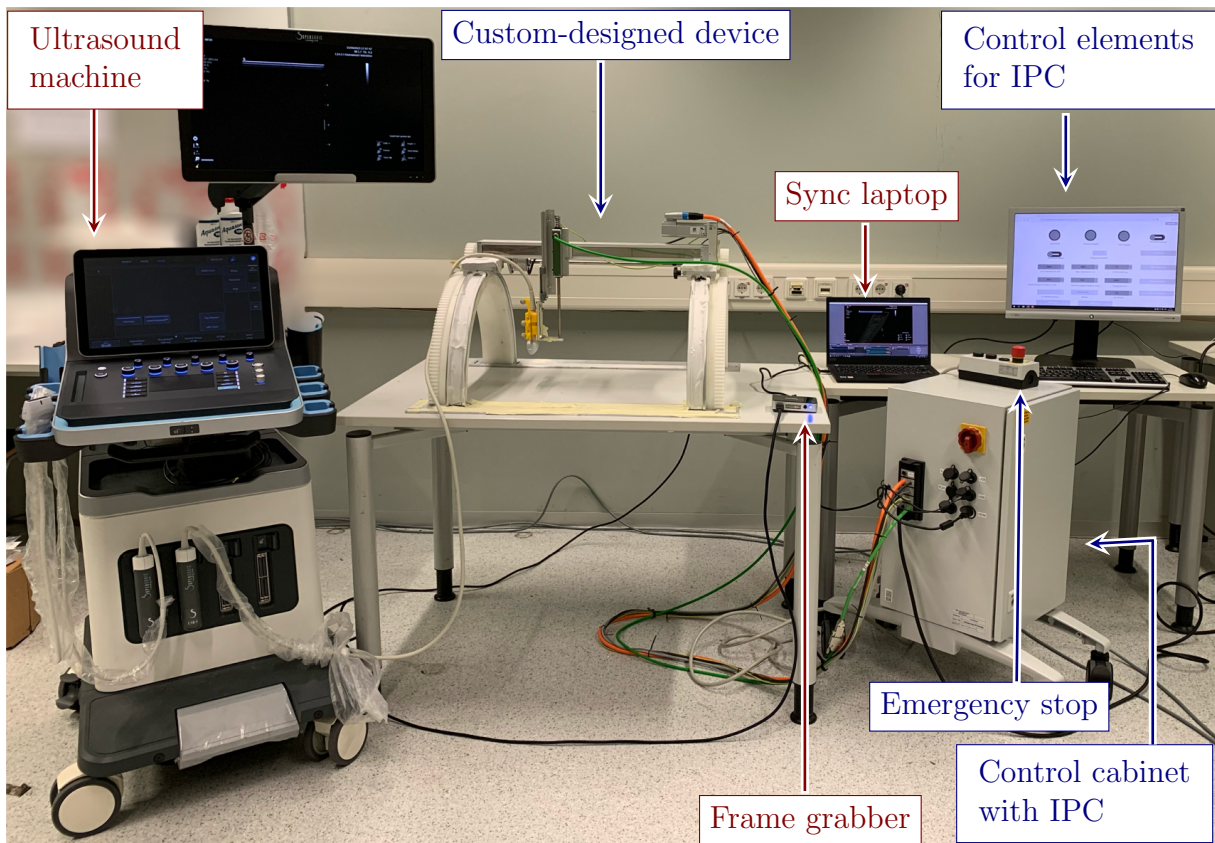 Ultrasound
machine
Custom-designed device
Control elements
for IPC
Sync laptop
Emergency stop
Control cabinet
with IPC
Frame grabber